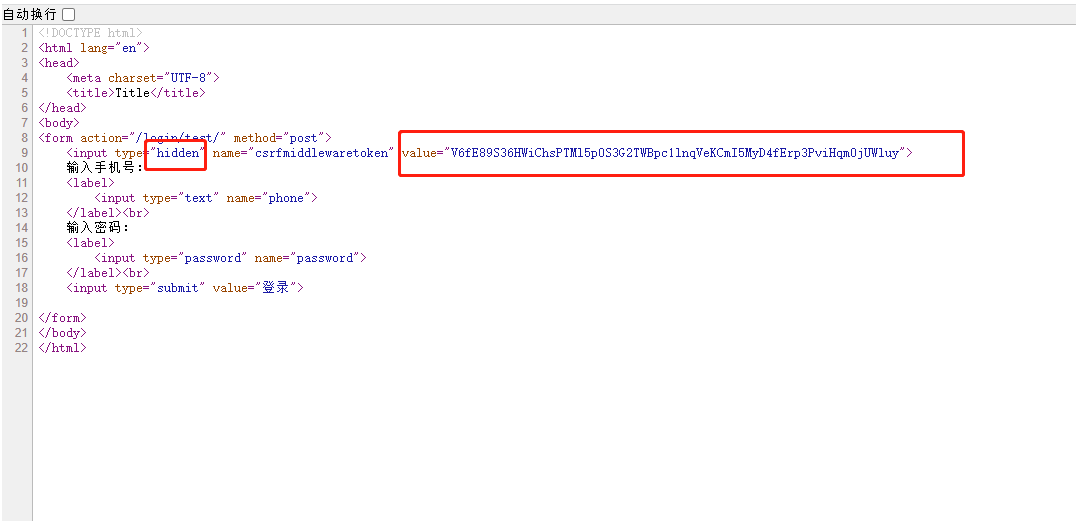 自动换行
1 <!DOCTYPE html>
2 <html lang="en">
3 <head>
4     <meta charset="UTF-8">
5     <title>Title</title>
6 </head>
7 <body>
8 <form action="/login/test/" method="post">
9     <input type="hidden" name="csrfmiddlewaretoken" value="V6fE89S36HWiChsPTMl5p0S3G2TWBpc1lnqVeKCmI5MyD4fErp3PviHqm0jUWluy">
10     输入手机号:
11     <label>
12         <input type="text" name="phone">
13     </label><br>
14     输入密码:
15     <label>
16         <input type="password" name="password">
17     </label><br>
18     <input type="submit" value="登录">
19
20 </form>
21 </body>
22 </html>